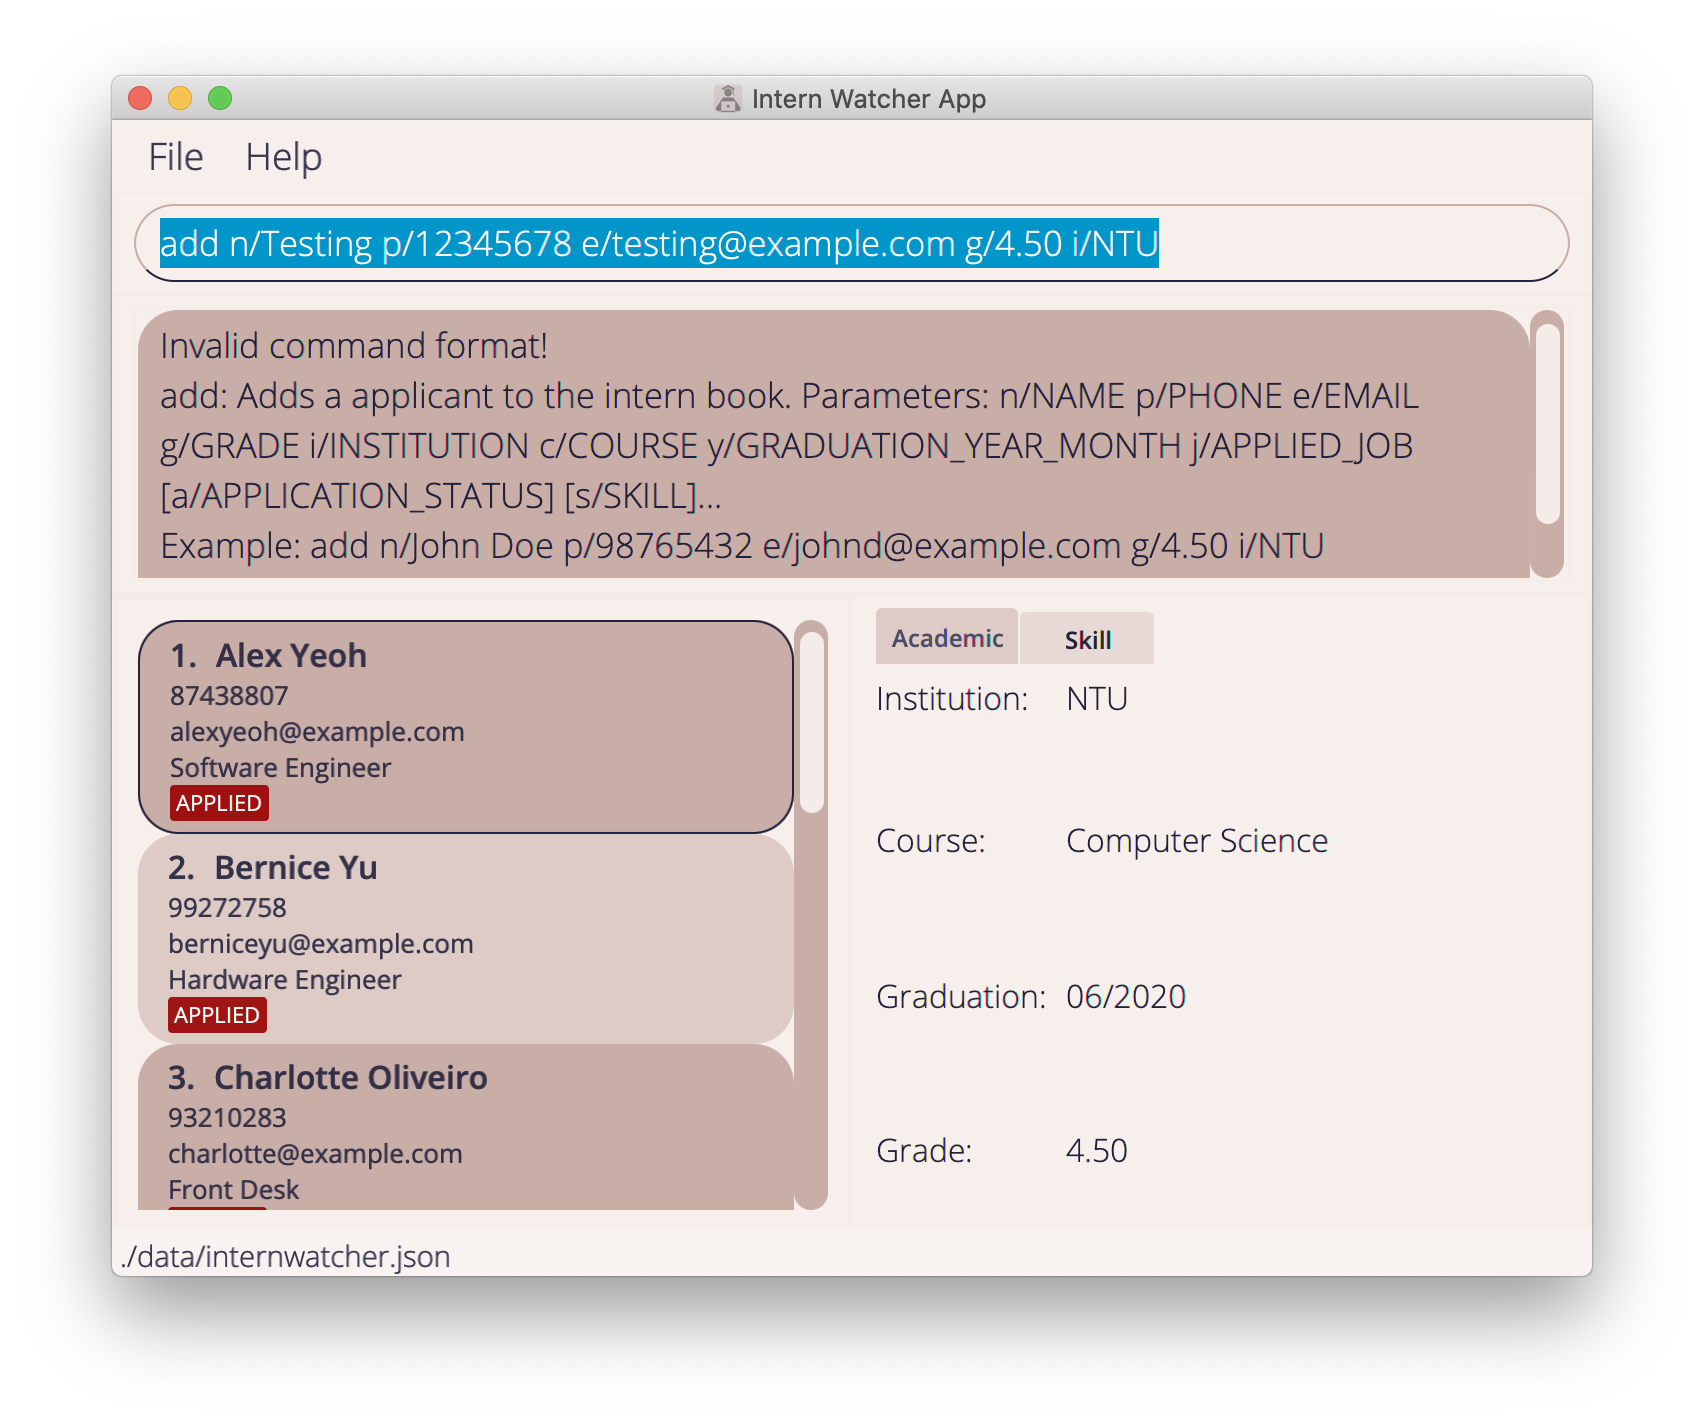 Intern Watcher App
File Help
add n/Testing p/12345678 e/testing@example.com g/4.50 i/NTU
Invalid command format!
add: Adds a applicant to the intern book. Parameters: n/NAME p/PHONE e/EMAIL
g/GRADE i/INSTITUTION c/COURSE y/GRADUATION_YEAR_MONTH j/APPLIED_JOB
[a/APPLICATION_STATUS] [s/SKILL]...
Example: add n/John Doe p/98765432 e/johnd@example.com g/4.50 i/NTU
1. Alex Yeoh
87438807
alexyeoh@example.com
Software Engineer
APPLIED
2. Bernice Yu
99272758
berniceyu@example.com
Hardware Engineer
APPLIED
3. Charlotte Oliveiro
93210283
charlotte@example.com
Front Desk
Academic Skill
Institution: NTU
Course: Computer Science
Graduation: 06/2020
Grade: 4.50
./data/internwatcher.json